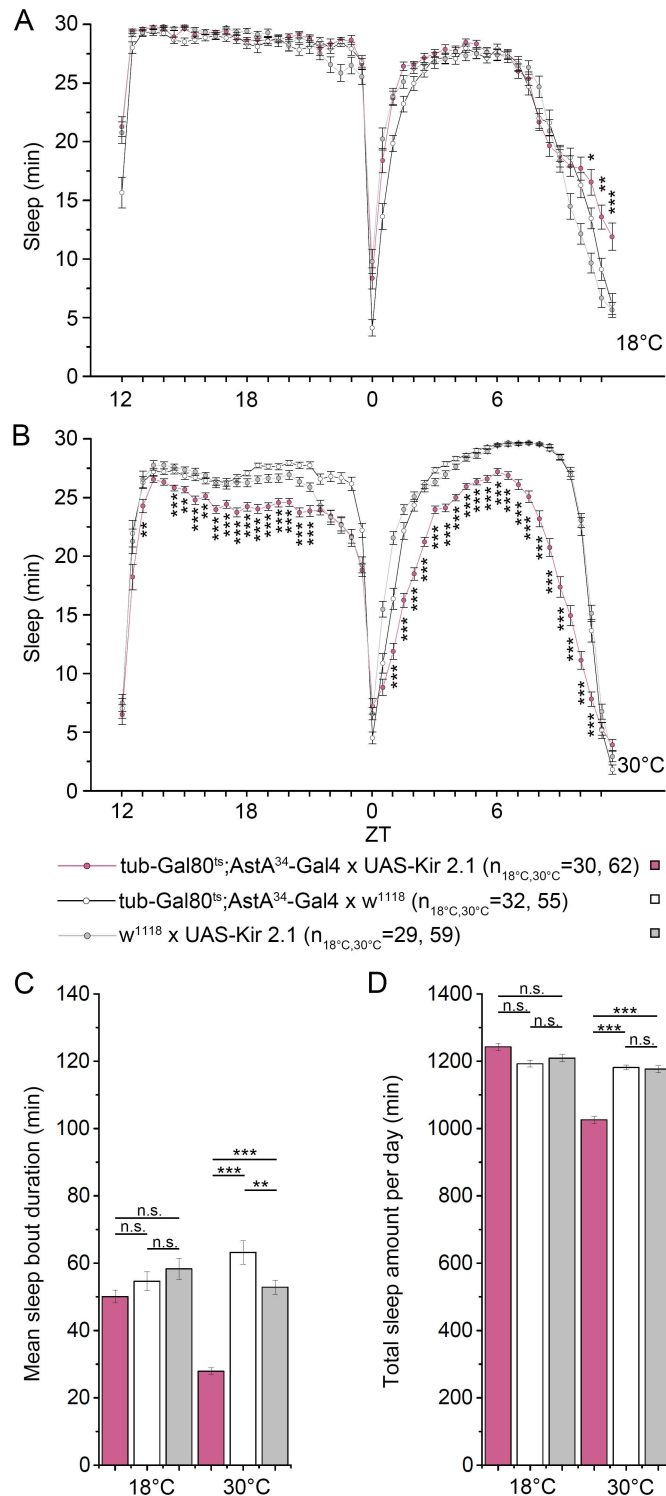 A
30
25
20
15
10
5
0
Sleep (min)
*
**
***
18°C
12
18
0
6
B
30
25
20
15
10
5
0
Sleep (min)
**
***
30°C
12
18
0
6
ZT
tub-Gal80ts;AstA34-Gal4 x UAS-Kir 2.1 (n18°C,30°C=30, 62)
tub-Gal80ts;AstA34-Gal4 x w1118 (n18°C,30°C=32, 55)
w1118 x UAS-Kir 2.1 (n18°C,30°C=29, 59)
C
140
120
100
80
60
40
20
0
Mean sleep bout duration (min)
n.s.
n.s.
n.s.
***
***
**
18°C
30°C
D
1400
1200
1000
800
600
400
200
0
Total sleep amount per day (min)
n.s.
n.s.
n.s.
***
***
n.s.
18°C
30°C